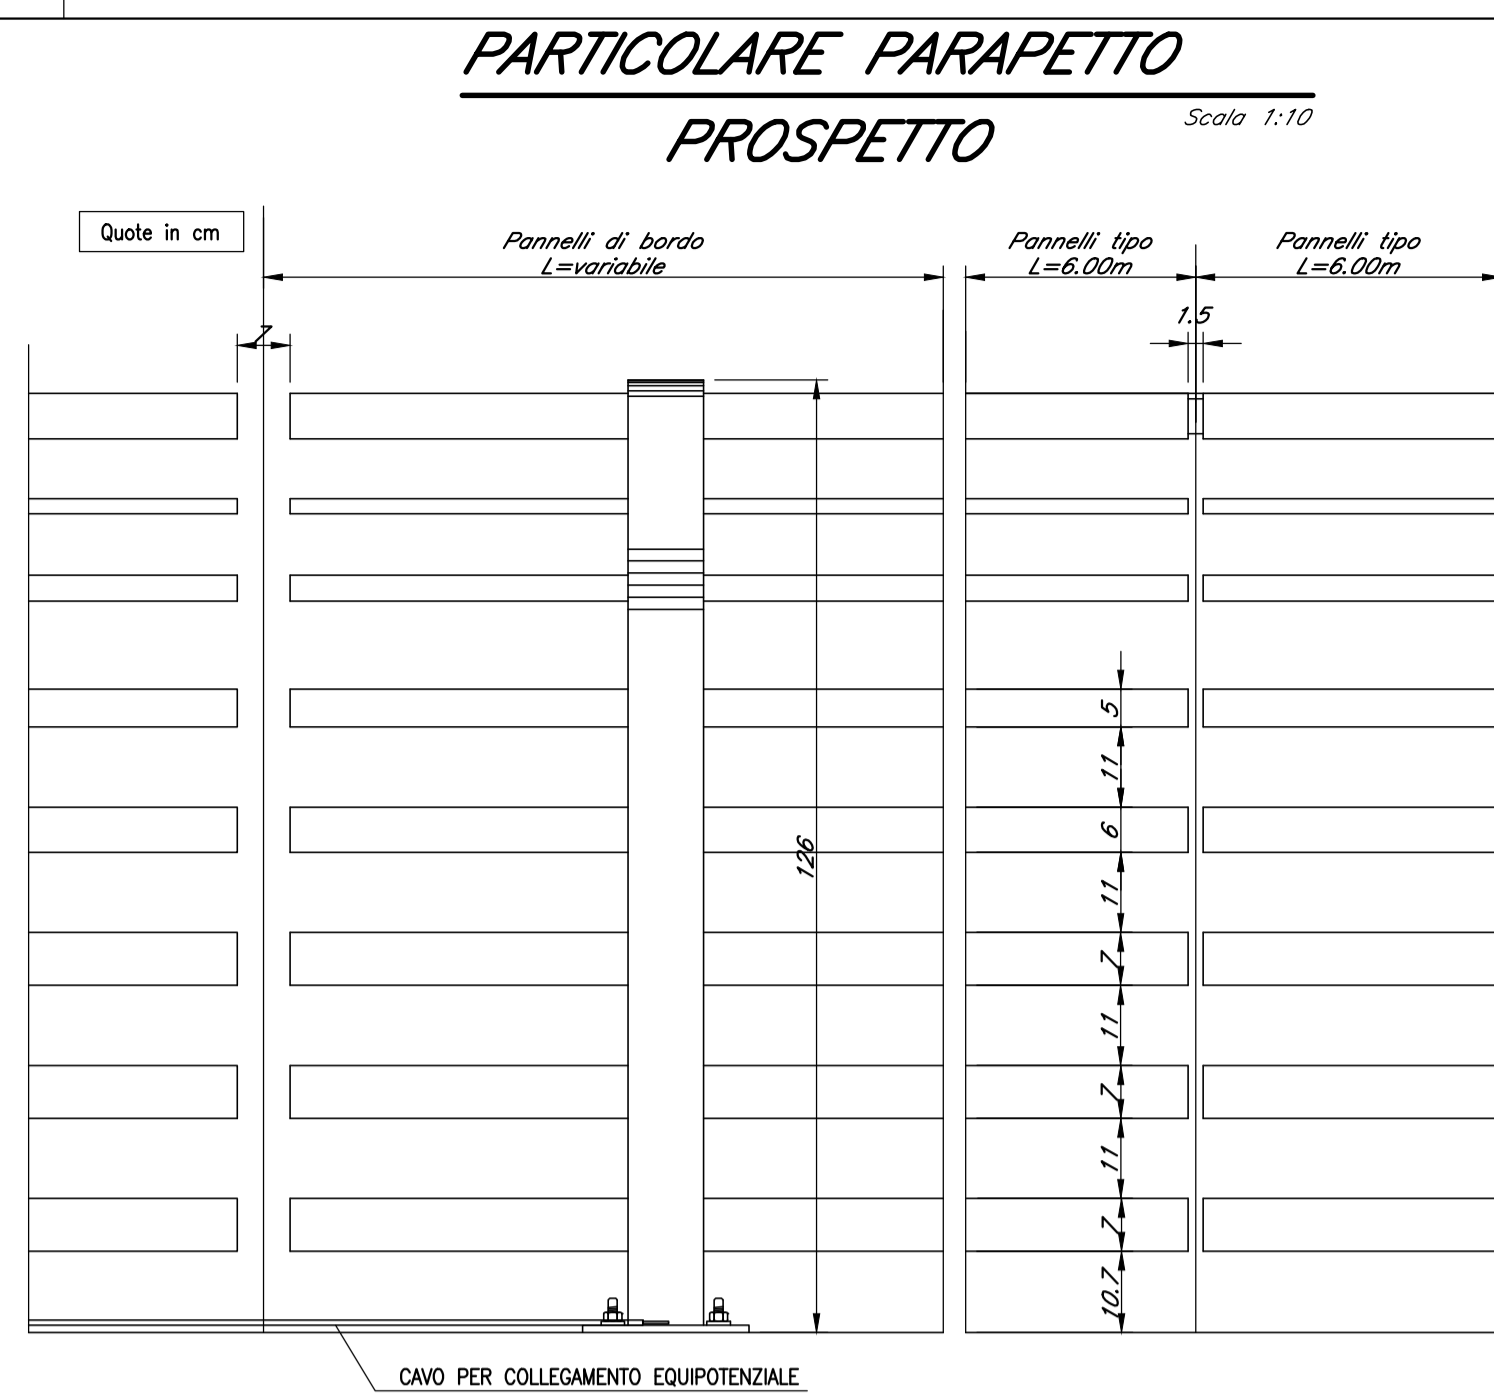 PARTICOLARE PARAPETTO
Scala 1:10
PROSPETTO
Quote in cm
Pannelli di bordo
L=variabile
Pannelli tipo
L=6.00m
Pannelli tipo
L=6.00m
7
1.5
126
5
11
6
11
7
11
7
11
7
10.7
CAVO PER COLLEGAMENTO EQUIPOTENZIALE